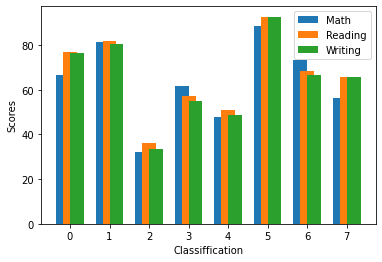 Math
Reading
Writing
Scores
80
60
40
20
0
0 1 2 3 4 5 6 7
Classiffication